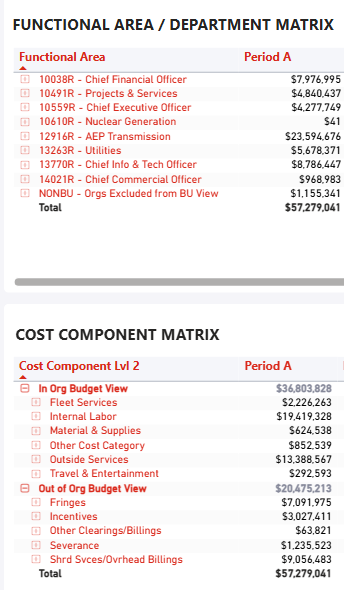 FUNCTIONAL AREA / DEPARTMENT MATRIX
Functional Area Period A
10038R - Chief Financial Officer $7,976,995
10491R - Projects & Services $4,840,437
10559R - Chief Executive Officer $4,277,749
10610R - Nuclear Generation $41
12916R - AEP Transmission $23,594,676
13263R - Utilities $5,678,371
13770R - Chief Info & Tech Officer $8,786,447
14021R - Chief Commercial Officer $968,983
NONBU - Orgs Excluded from BU View $1,155,341
Total $57,279,041
COST COMPONENT MATRIX
Cost Component Lvl 2 Period A
In Org Budget View $36,803,828
Fleet Services $2,226,263
Internal Labor $19,419,328
Material & Supplies $624,538
Other Cost Category $852,539
Outside Services $13,388,567
Travel & Entertainment $292,593
Out of Org Budget View $20,475,213
Fringes $7,091,975
Incentives $3,027,411
Other Clearings/Billings $63,821
Severance $1,235,523
Shrd Svces/Ovrhead Billings $9,056,483
Total $57,279,041